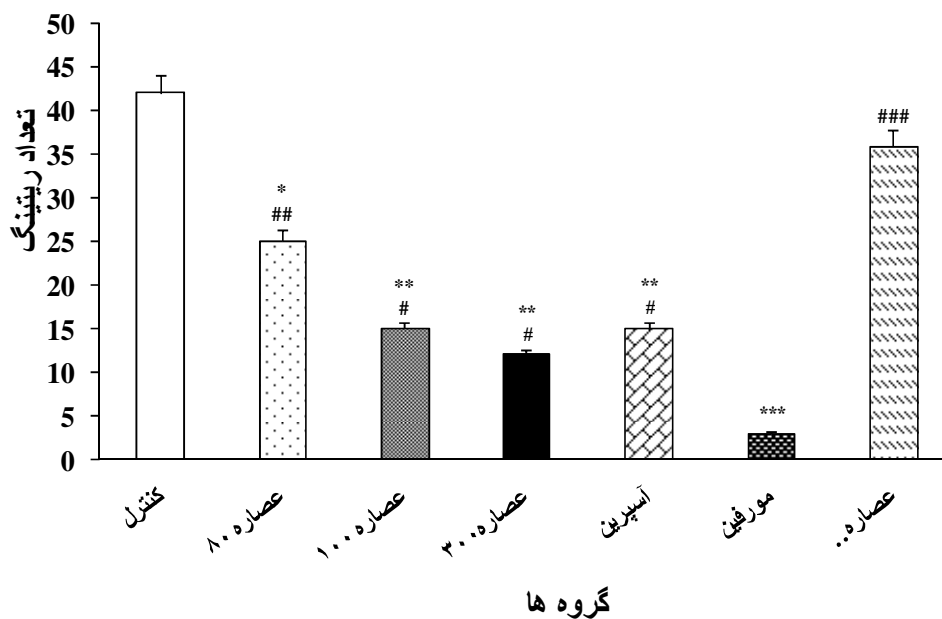 50
45
40
35
30
25
20
15
10
5
0
تعداد ریتینگ
*
##
**
#
**
#
**
#
***
###
کنترل
عصاره ۸۰
عصاره ۱۰۰
عصاره ۳۰۰
آسپرین
مورفین
عصاره..
گروه ها